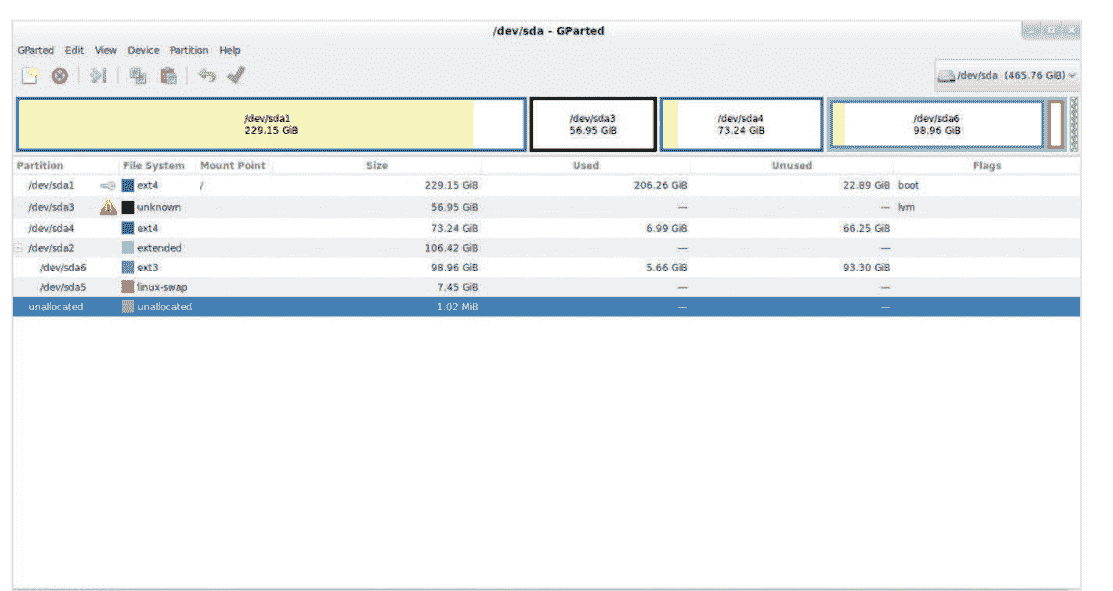 /dev/sda - GParted
GParted Edit View Device Partition Help
/dev/sda (465.76 GiB)
/dev/sda1 /dev/sda3 /dev/sda4 /dev/sda6
229.15 GiB 56.95 GiB 73.24 GiB 98.96 GiB
Partition File System Mount Point Size Used Unused Flags
/dev/sda1 ext4 / 229.15 GiB 206.26 GiB 22.89 GiB boot
/dev/sda3 unknown 56.95 GiB — — lvm
/dev/sda4 ext4 73.24 GiB 6.99 GiB 66.25 GiB
/dev/sda2 extended 106.42 GiB — —
/dev/sda6 ext3 98.96 GiB 5.66 GiB 93.30 GiB
/dev/sda5 linux-swap 7.45 GiB — —
unallocated unallocated 1.02 MiB — —